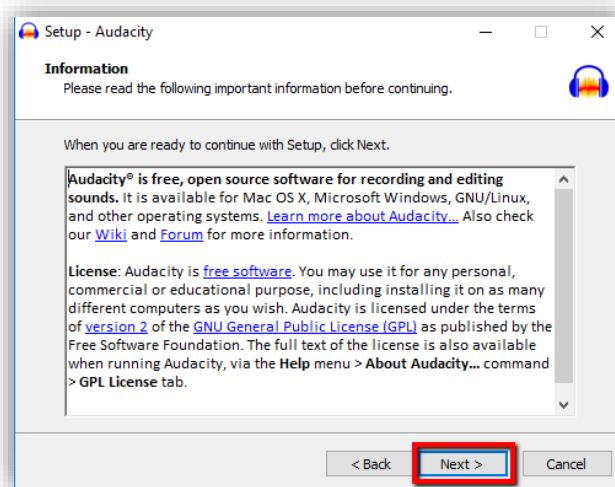 Setup - Audacity
Information
Please read the following important information before continuing.
When you are ready to continue with Setup, click Next.
Audacity® is free, open source software for recording and editing
sounds. It is available for Mac OS X, Microsoft Windows, GNU/Linux,
and other operating systems. Learn more about Audacity... Also check
our Wiki and Forum for more information.
License: Audacity is free software. You may use it for any personal,
commercial or educational purpose, including installing it on as many
different computers as you wish. Audacity is licensed under the terms
of version 2 of the GNU General Public License (GPL) as published by the
Free Software Foundation. The full text of the license is also available
when running Audacity, via the Help menu > About Audacity... command
> GPL License tab.
< Back Next > Cancel